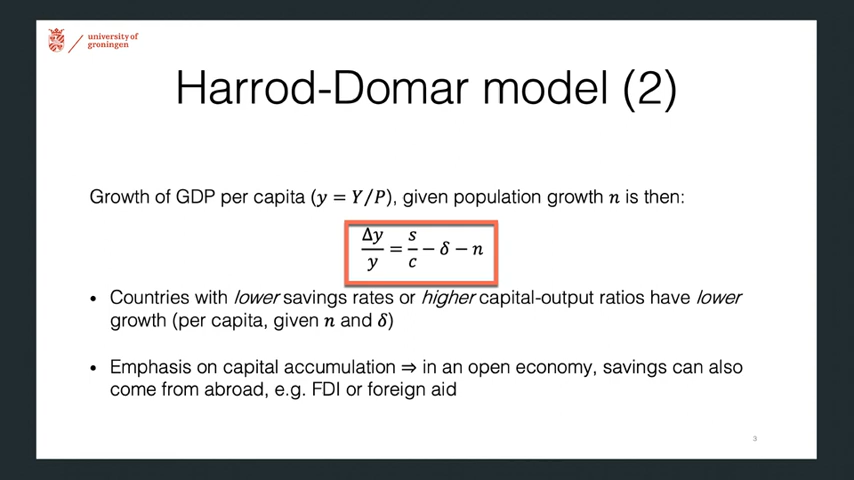 university of
groningen
Harrod-Domar model (2)
Growth of GDP per capita (𝑦 = 𝑌/𝑃), given population growth 𝑛 is then:
Δ𝑦/𝑦 = 𝑠/𝑐 − 𝛿 − 𝑛
• Countries with lower savings rates or higher capital-output ratios have lower
growth (per capita, given 𝑛 and 𝛿)
• Emphasis on capital accumulation ⇒ in an open economy, savings can also
come from abroad, e.g. FDI or foreign aid
3